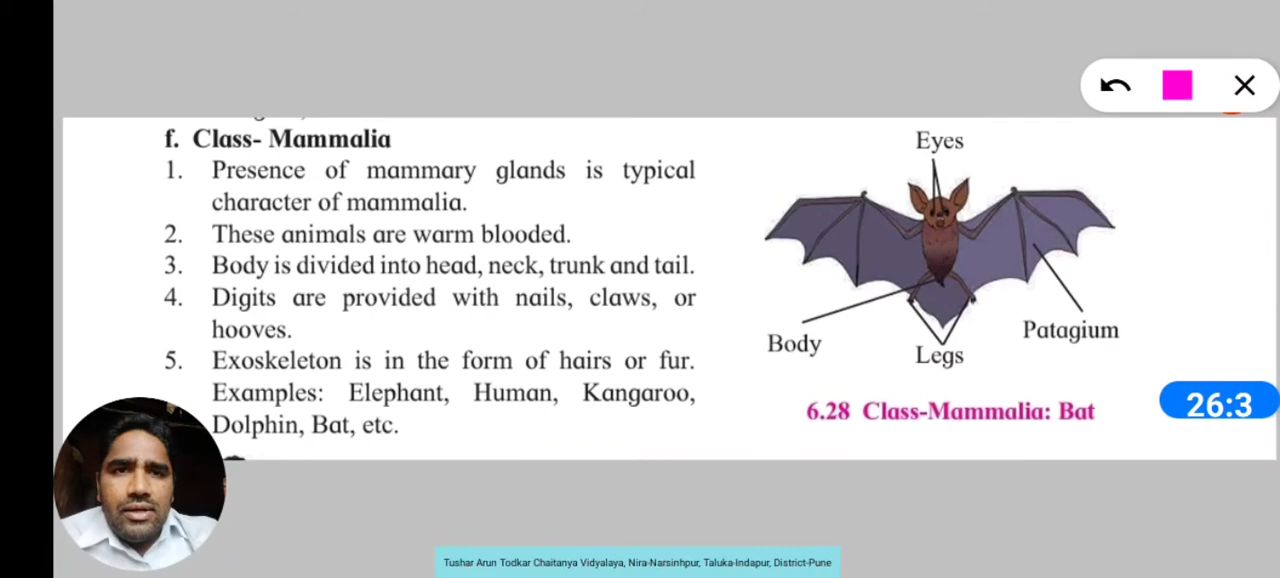 f. Class- Mammalia
1. Presence of mammary glands is typical
character of mammalia.
2. These animals are warm blooded.
3. Body is divided into head, neck, trunk and tail.
4. Digits are provided with nails, claws, or
hooves.
5. Exoskeleton is in the form of hairs or fur.
Examples: Elephant, Human, Kangaroo,
Dolphin, Bat, etc.
Eyes
Body
Legs
Patagium
6.28 Class-Mammalia: Bat
26:3
Tushar Arun Todkar Chaitanya Vidyalaya, Nira-Narsinhpur, Taluka-Indapur, District-Pune